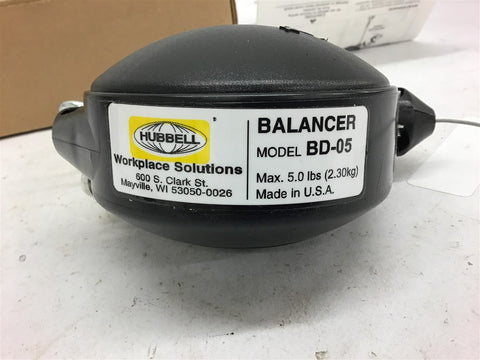 HUBBELL
Workplace Solutions
600 S. Clark St.
Mayville, WI 53050-0026
BALANCER
MODEL BD-05
Max. 5.0 lbs (2.30kg)
Made in U.S.A.